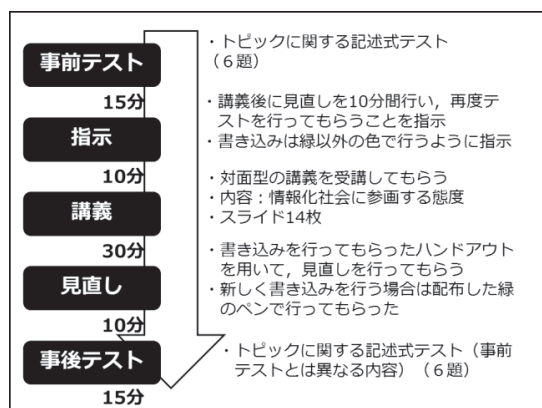 事前テスト
15分
・トピックに関する記述式テスト
（６題）
指示
10分
・講義後に見直しを10分間行い，再度テ
ストを行ってもらうことを指示
・書き込みは緑以外の色で行うように指示
講義
30分
・対面型の講義を受講してもらう
・内容：情報化社会に参画する態度
・スライド14枚
見直し
10分
・書き込みを行ってもらったハンドアウト
を用いて，見直しを行ってもらう
・新しく書き込みを行う場合は配布した緑
のペンで行ってもらった
事後テスト
15分
・トピックに関する記述式テスト（事前
テストとは異なる内容）（６題）